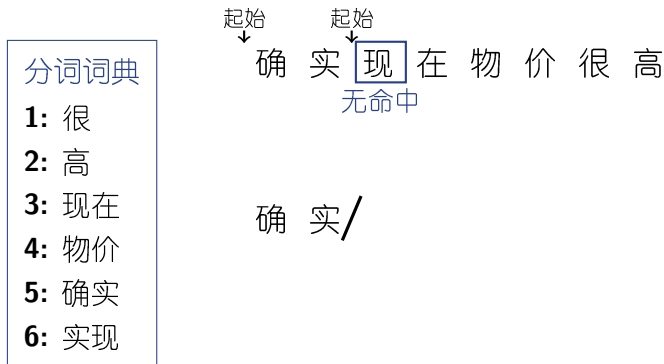 起始 起始
确 实 现 在 物 价 很 高
无命中
分词词典
1: 很
2: 高
3: 现在
4: 物价
5: 确实
6: 实现
确 实/